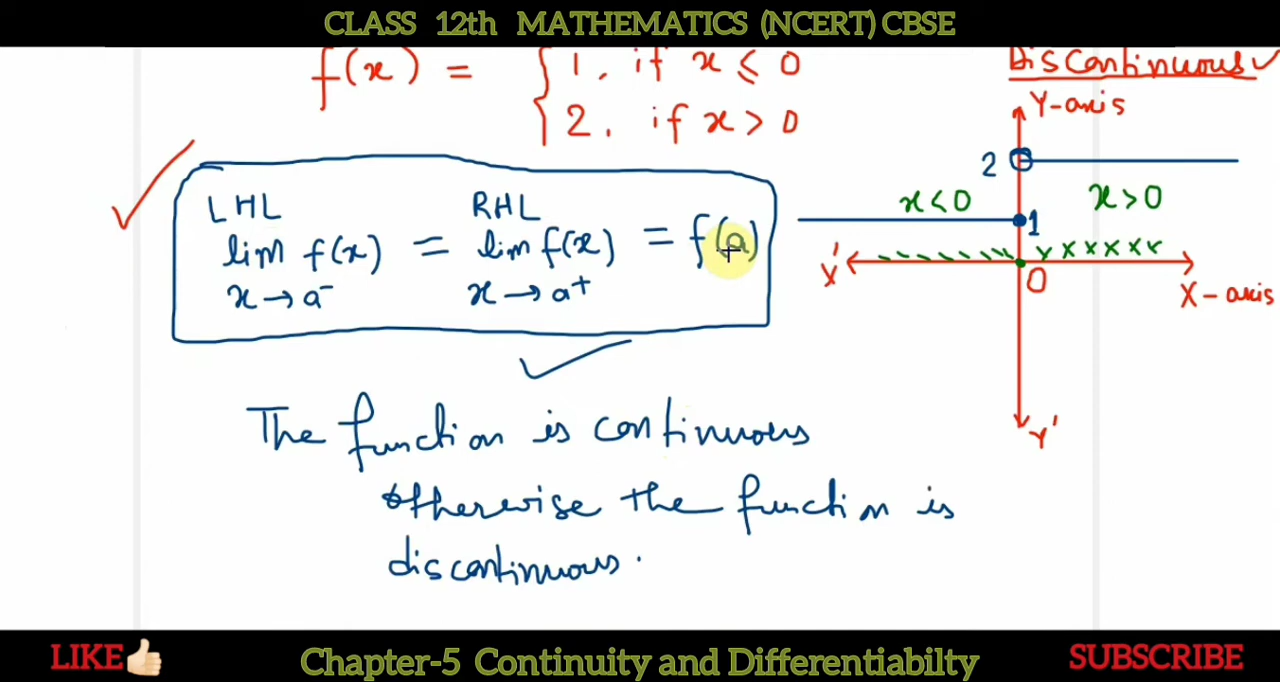 CLASS 12th MATHEMATICS (NCERT) CBSE
f(x) = { 1, if x ≤ 0
2, if x > 0
Discontinuous ✓
Y-axis
2
x<0
x>0
1
X'
O
X-axis
Y'
LHL RHL
lim f(x) = lim f(x) = f(a)
x→a⁻ x→a⁺
The function is continuous
otherwise the function is
discontinuous.
LIKE
Chapter-5 Continuity and Differentiabilty
SUBSCRIBE